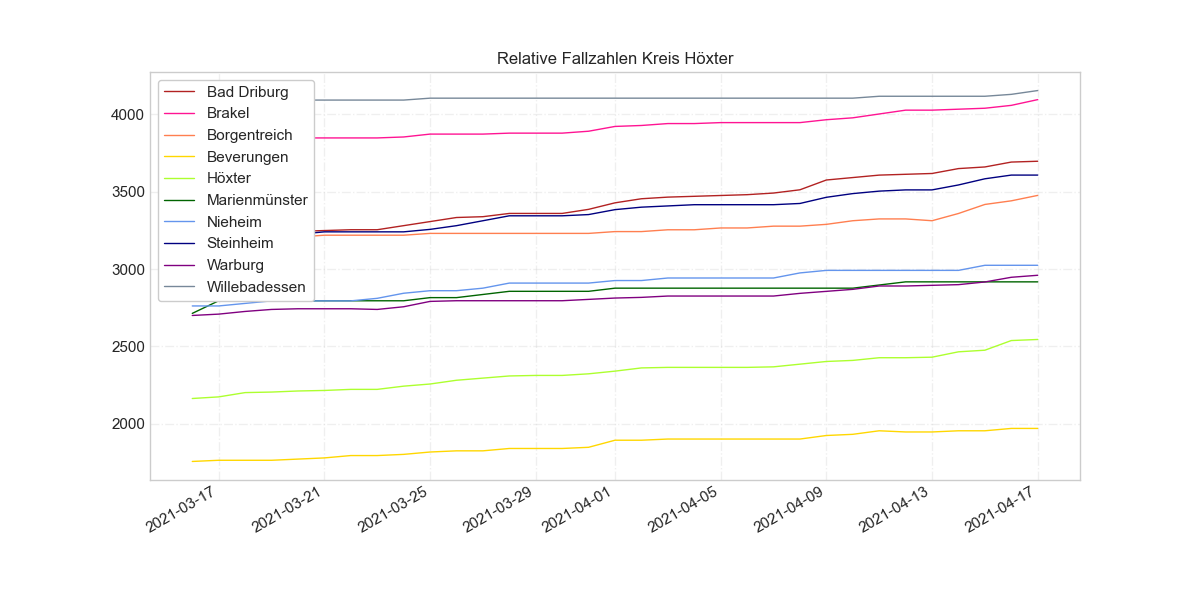 Relative Fallzahlen Kreis Höxter
Bad Driburg
Brakel
Borgentreich
Beverungen
Höxter
Marienmünster
Nieheim
Steinheim
Warburg
Willebadessen
4000
3500
3000
2500
2000
2021-03-17
2021-03-21
2021-03-25
2021-03-29
2021-04-01
2021-04-05
2021-04-09
2021-04-13
2021-04-17